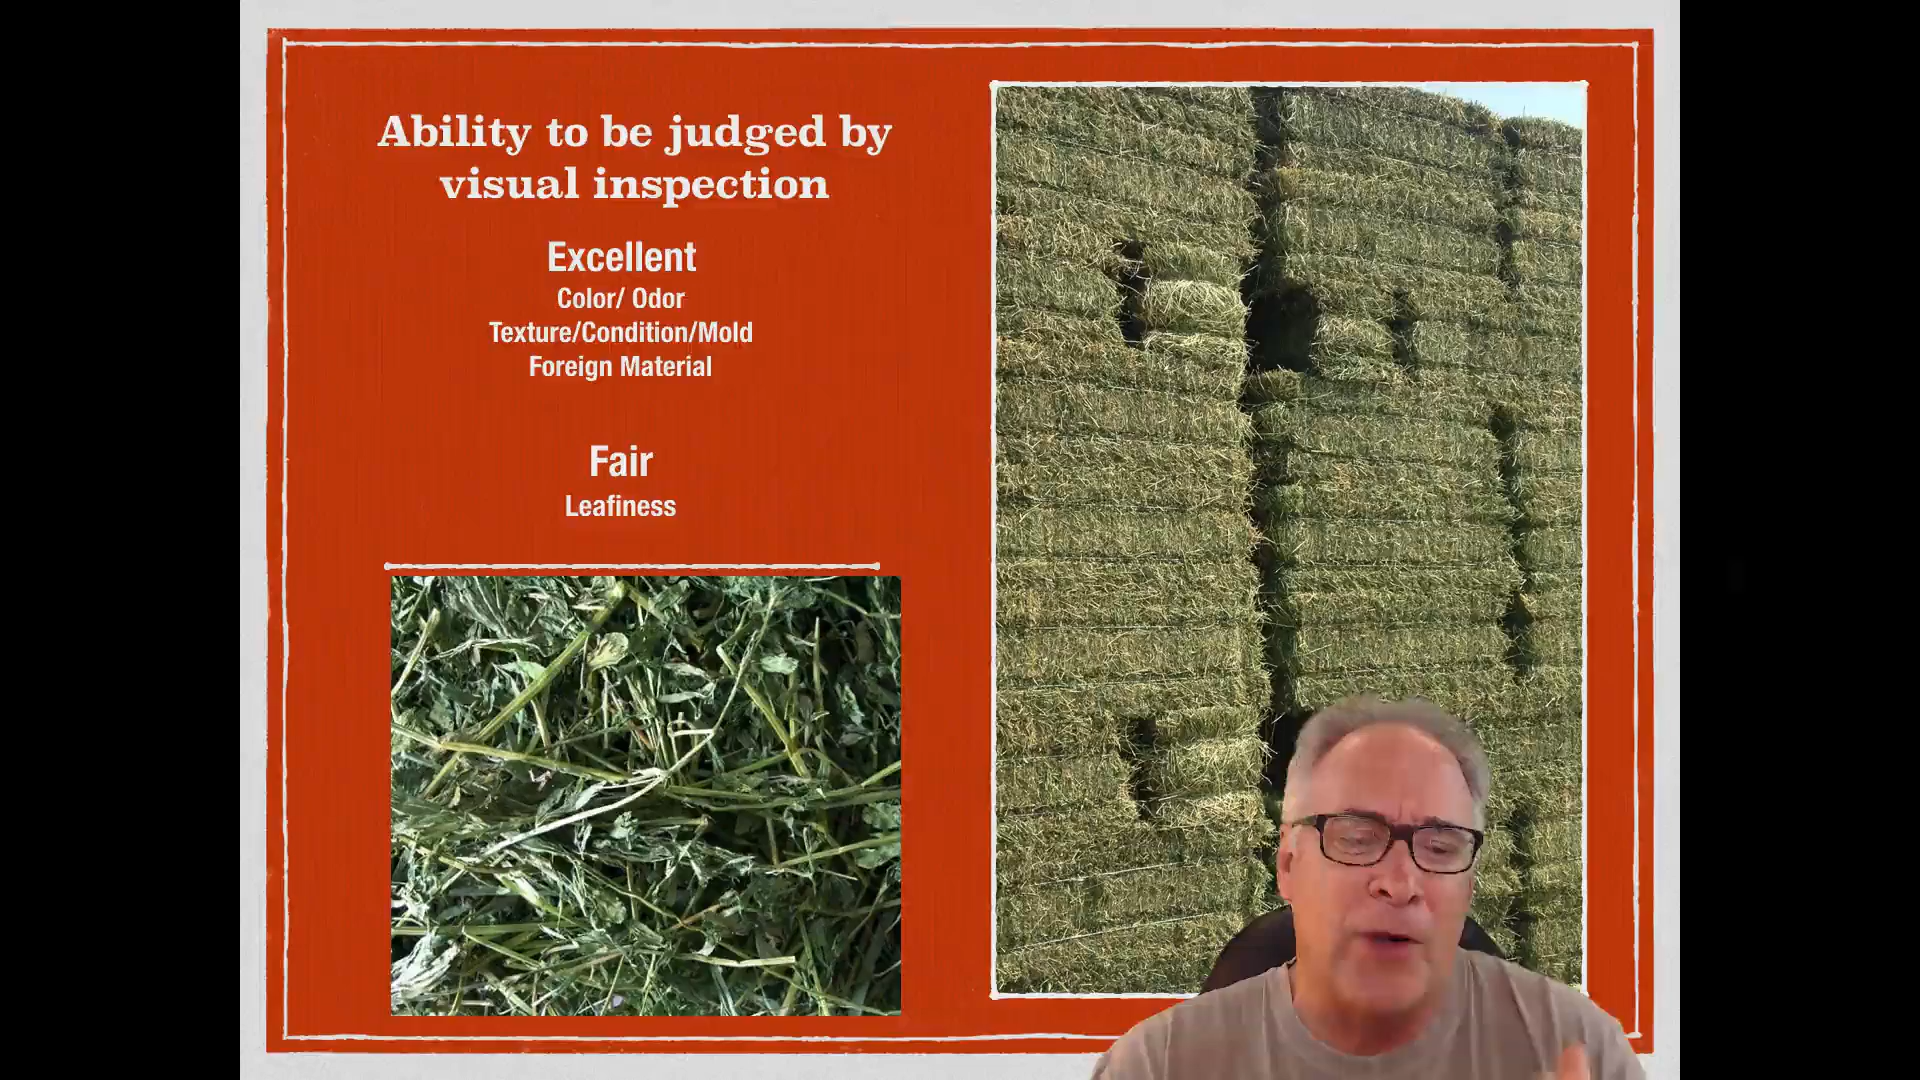 Ability to be judged by
visual inspection
Excellent
Color/ Odor
Texture/Condition/Mold
Foreign Material
Fair
Leafiness